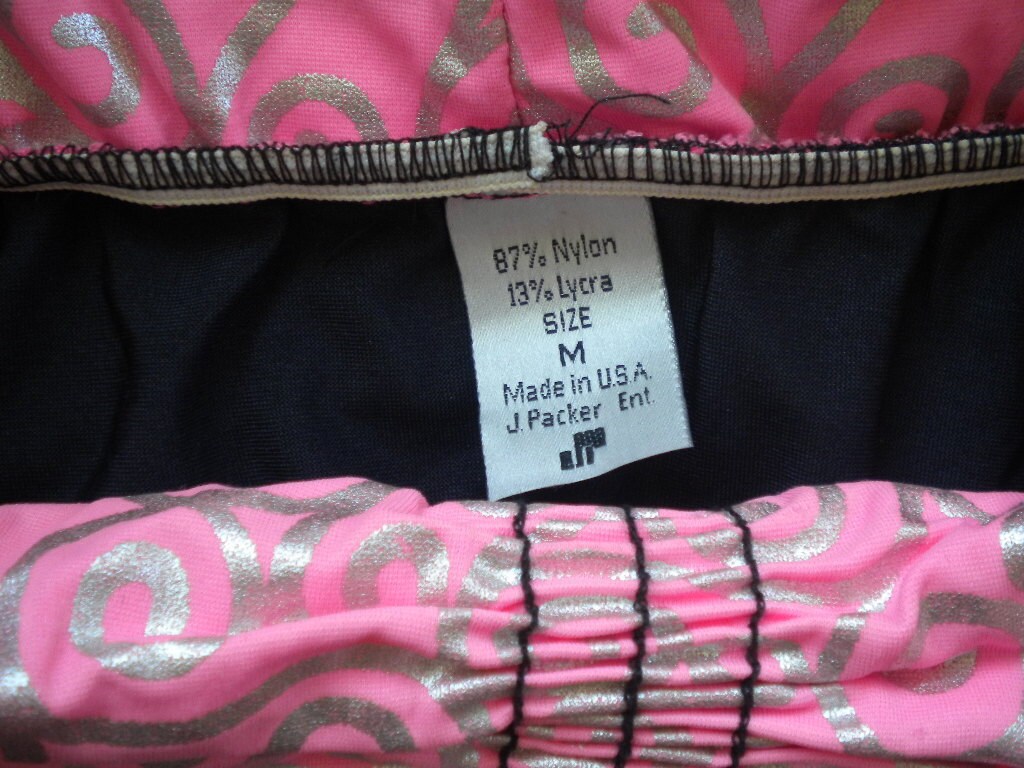 87% Nylon
13% Lycra
SIZE
M
Made in U.S.A.
J. Packer Ent.